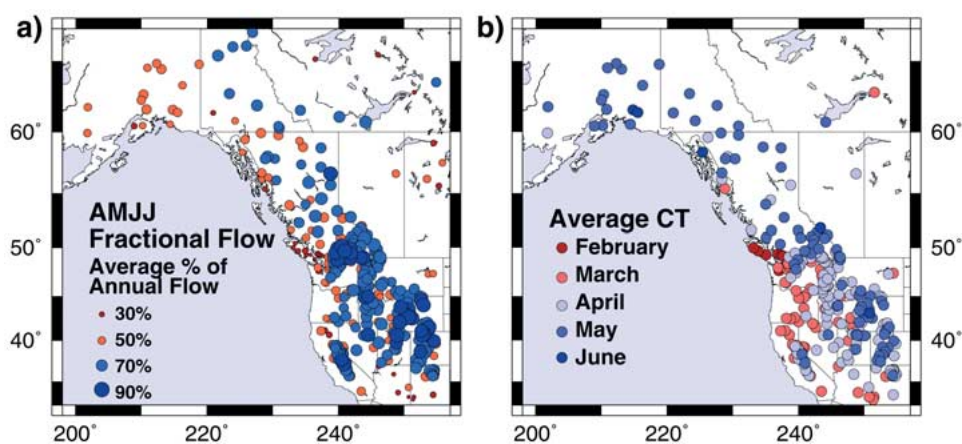 a)
b)
60˚
60˚
AMJJ
Fractional Flow
Average % of
Annual Flow
30%
50%
70%
90%
Average CT
February
March
April
May
June
50˚
50˚
40˚
40˚
200˚
220˚
240˚
200˚
220˚
240˚